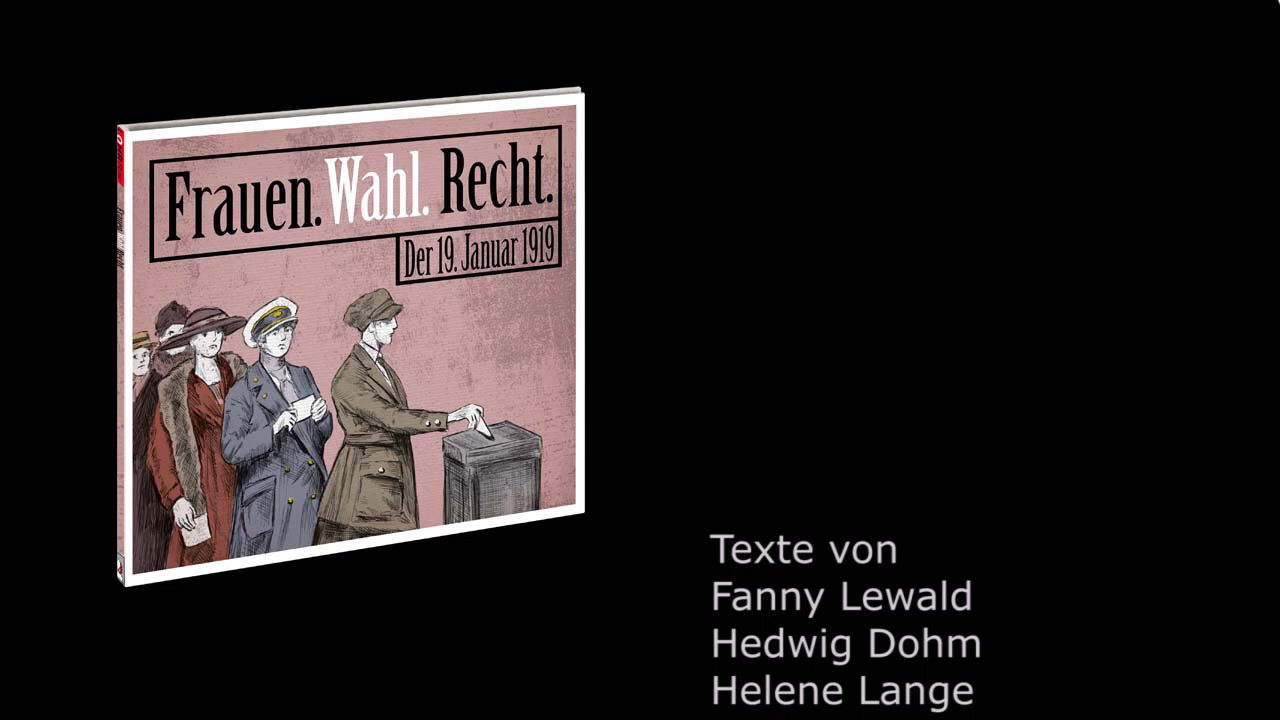 Frauen. Wahl. Recht.
Der 19. Januar 1919
Texte von
Fanny Lewald
Hedwig Dohm
Helene Lange